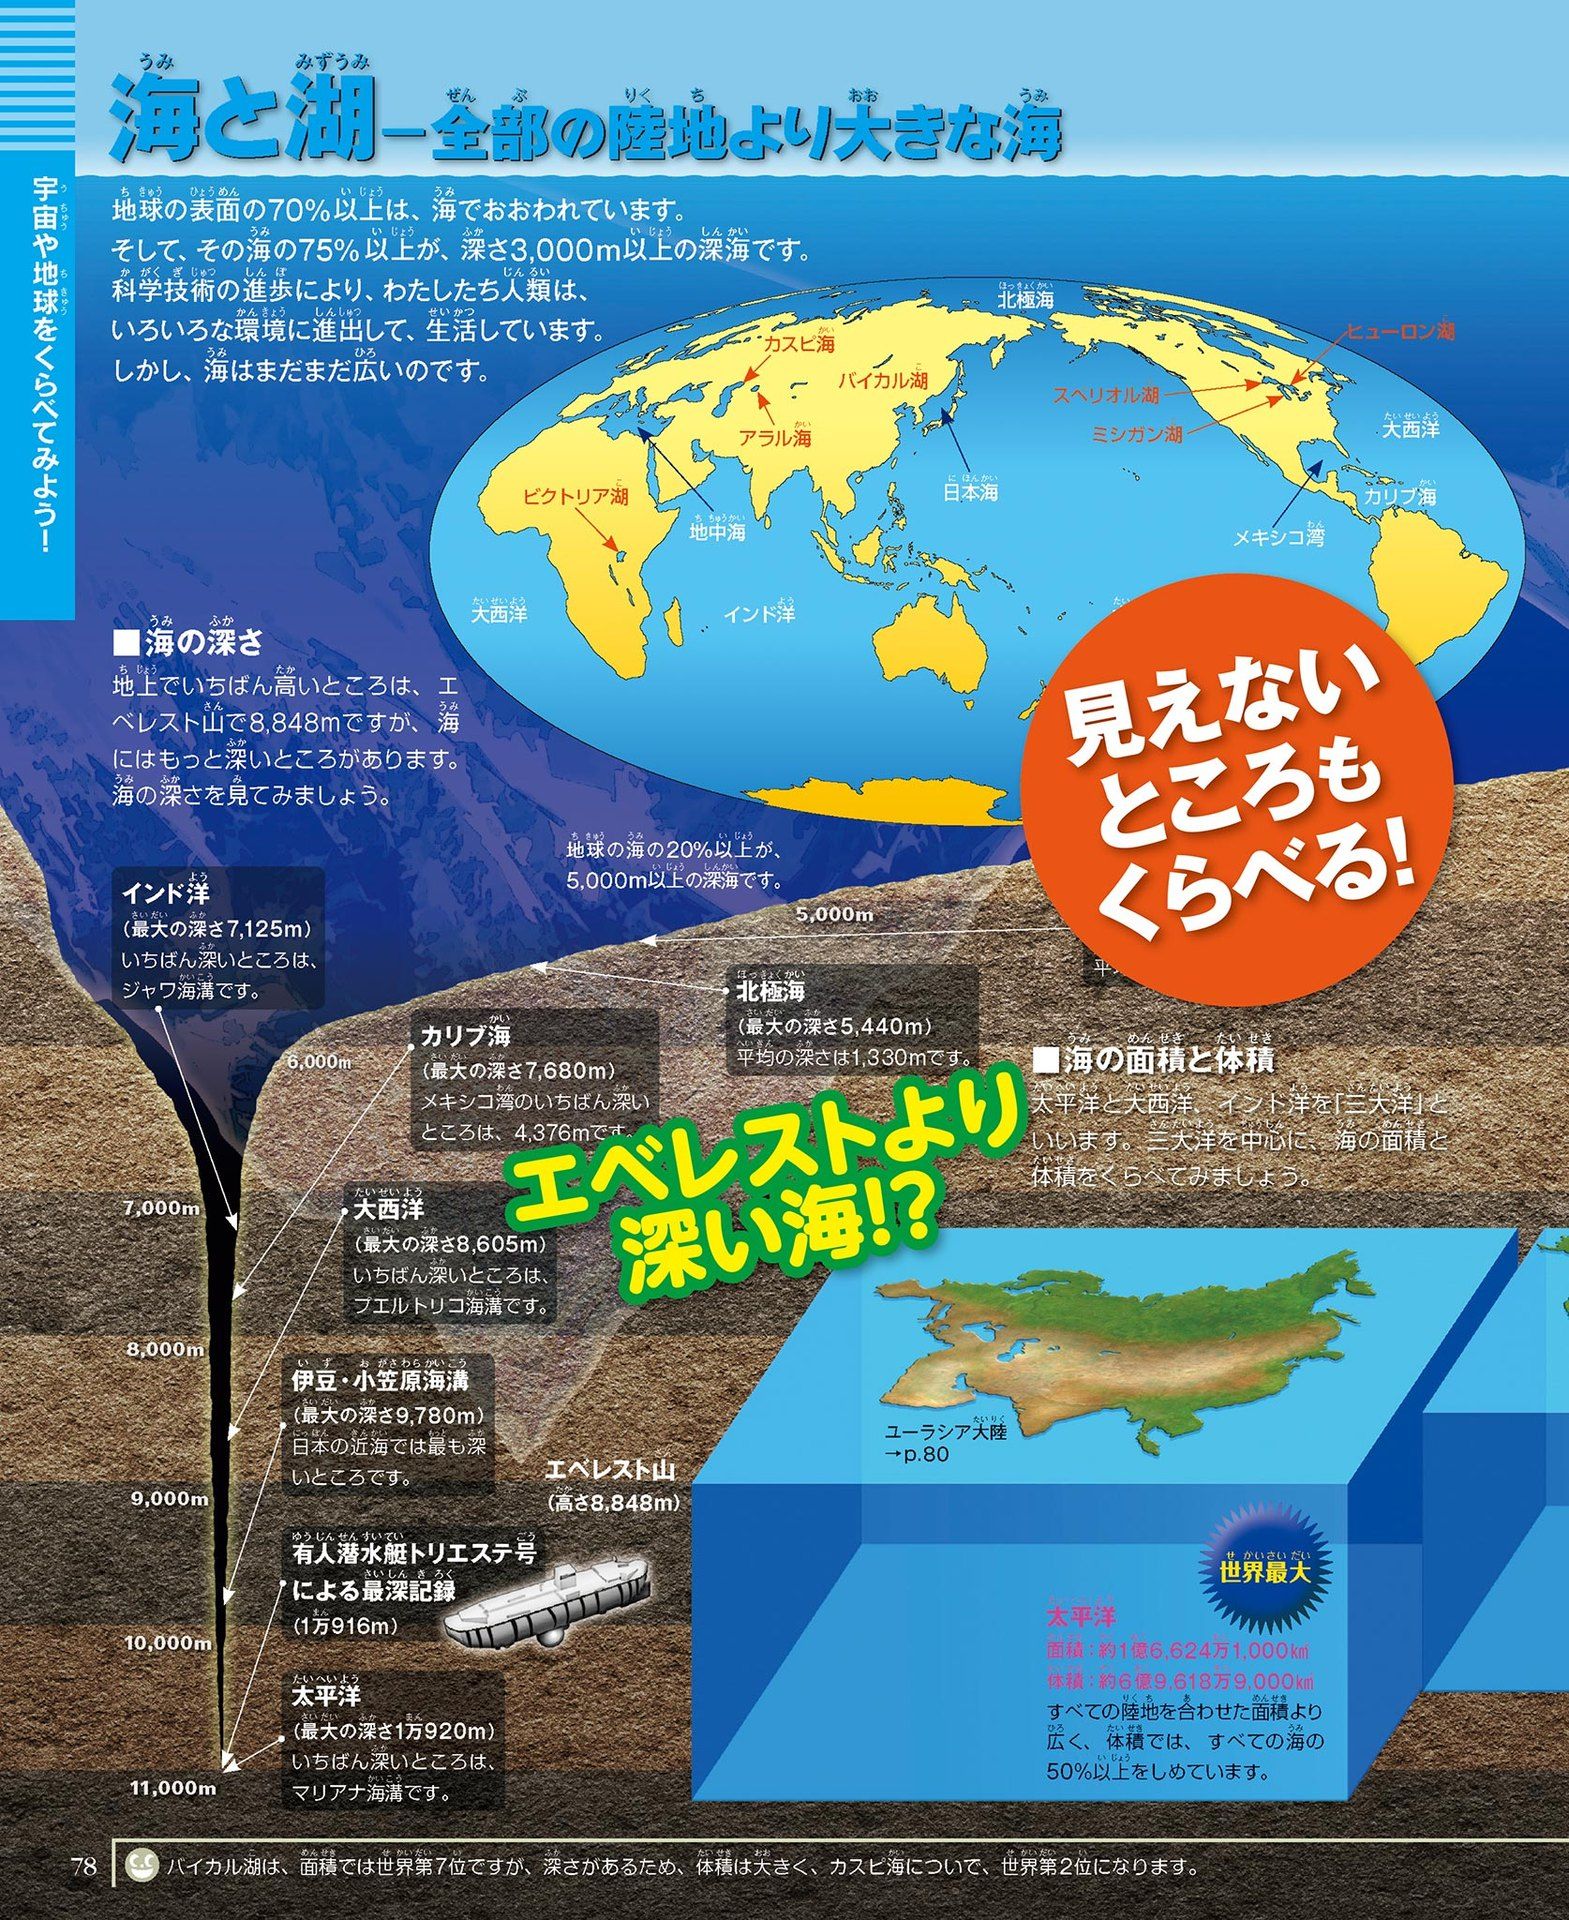 海と湖―全部の陸地より大きな海
宇宙や地球をくらべてみよう！
地球の表面の70%以上は、海でおおわれています。
そして、その海の75%以上が、深さ3,000m以上の深海です。
科学技術の進歩により、わたしたち人類は、
いろいろな環境に進出して、生活しています。
しかし、海はまだまだ広いのです。
北極海
ヒューロン湖
カスピ海
バイカル湖
スペリオル湖
アラル海
ミシガン湖
大西洋
ビクトリア湖
日本海
カリブ海
地中海
メキシコ湾
大西洋
インド洋
見えない
ところも
くらべる！
■海の深さ
地上でいちばん高いところは、エ
ベレスト山で8,848mですが、海
にはもっと深いところがあります。
海の深さを見てみましょう。
地球の海の20%以上が、
5,000m以上の深海です。
インド洋
（最大の深さ7,125m）
いちばん深いところは、
ジャワ海溝です。
5,000m
北極海
（最大の深さ5,440m）
平均の深さは1,330mです。
カリブ海
（最大の深さ7,680m）
メキシコ湾のいちばん深い
ところは、4,376mです。
6,000m
エベレストより
深い海!?
■海の面積と体積
太平洋と大西洋、インド洋を「三大洋」と
いいます。三大洋を中心に、海の面積と
体積をくらべてみましょう。
7,000m
大西洋
（最大の深さ8,605m）
いちばん深いところは、
プエルトリコ海溝です。
8,000m
伊豆・小笠原海溝
（最大の深さ9,780m）
日本の近海では最も深
いところです。
9,000m
エベレスト山
（高さ8,848m）
ユーラシア大陸
→p.80
有人潜水艇トリエステ号
による最深記録
（1万916m）
10,000m
太平洋
（最大の深さ1万920m）
いちばん深いところは、
マリアナ海溝です。
11,000m
世界最大
太平洋
面積：約1億6,624万1,000㎢
体積：約6億9,618万9,000㎦
すべての陸地を合わせた面積より
広く、体積では、すべての海の
50%以上をしめています。
78
バイカル湖は、面積では世界第7位ですが、深さがあるため、体積は大きく、カスピ海について、世界第2位になります。